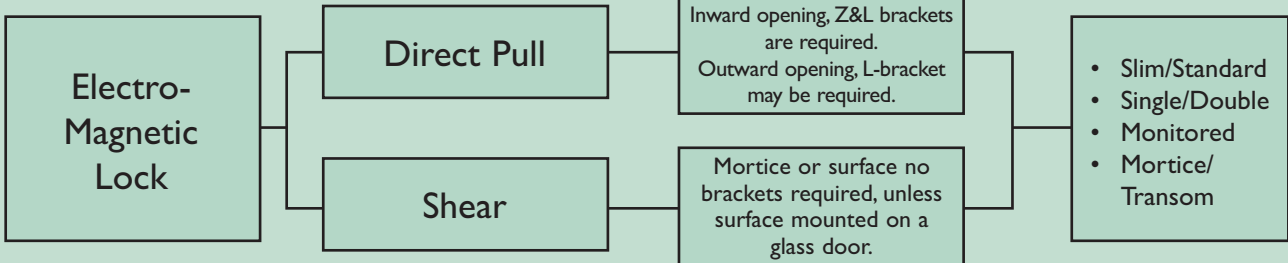 Electro-
Magnetic
Lock
Direct Pull
Inward opening, Z&L brackets
are required.
Outward opening, L-bracket
may be required.
Shear
Mortice or surface no
brackets required, unless
surface mounted on a
glass door.
• Slim/Standard
• Single/Double
• Monitored
• Mortice/
Transom